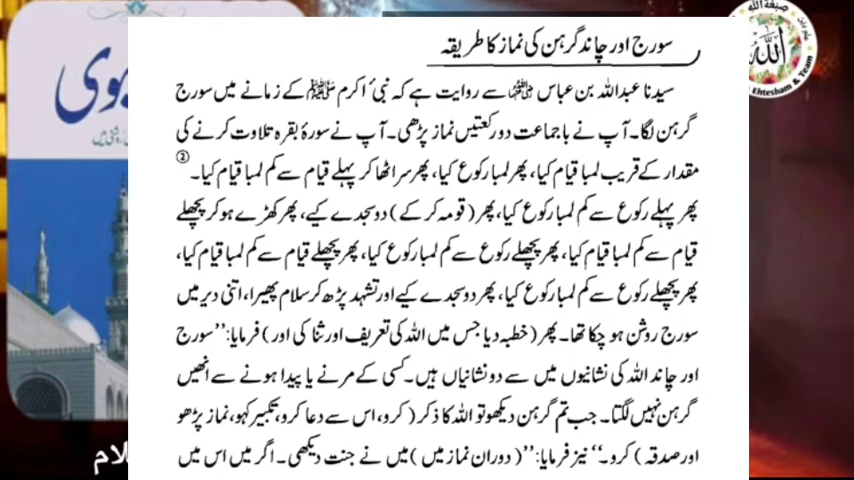 سورج اور چاند گرہن کی نماز کا طریقہ
سیدنا عبداللہ بن عباس رضی اللہ عنہما سے روایت ہے کہ نبیٔ اکرم ﷺ کے زمانے میں سورج
گرہن لگا۔ آپ نے باجماعت دو رکعتیں نماز پڑھی۔ آپ نے سورۂ بقرہ تلاوت کرنے کی
مقدار کے قریب لمبا قیام کیا، پھر لمبا رکوع کیا، پھر سر اٹھا کر پہلے قیام سے کم لمبا قیام کیا۔ ②
پھر پہلے رکوع سے کم لمبا رکوع کیا، پھر (قومہ کر کے) دو سجدے کیے، پھر کھڑے ہو کر پچھلے
قیام سے کم لمبا قیام کیا، پھر پچھلے رکوع سے کم لمبا رکوع کیا، پھر پچھلے قیام سے کم لمبا قیام کیا،
پھر پچھلے رکوع سے کم لمبا رکوع کیا، پھر دو سجدے کیے اور تشہد پڑھ کر سلام پھیرا، اتنی دیر میں
سورج روشن ہو چکا تھا۔ پھر (خطبہ دیا جس میں اللہ کی تعریف اور ثنا کی اور) فرمایا: ’’سورج
اور چاند اللہ کی نشانیوں میں سے دو نشانیاں ہیں۔ کسی کے مرنے یا پیدا ہونے سے انھیں
گرہن نہیں لگتا۔ جب تم گرہن دیکھو تو اللہ کا ذکر (کرو، اس سے دعا کرو، تکبیر کہو، نماز پڑھو
اور صدقہ) کرو۔‘‘ نیز فرمایا: ’’(دوران نماز میں) میں نے جنت دیکھی۔ اگر میں اس میں
صبغة الله
الله
Ehtesham & Team
بوی
روشنی میں
لام